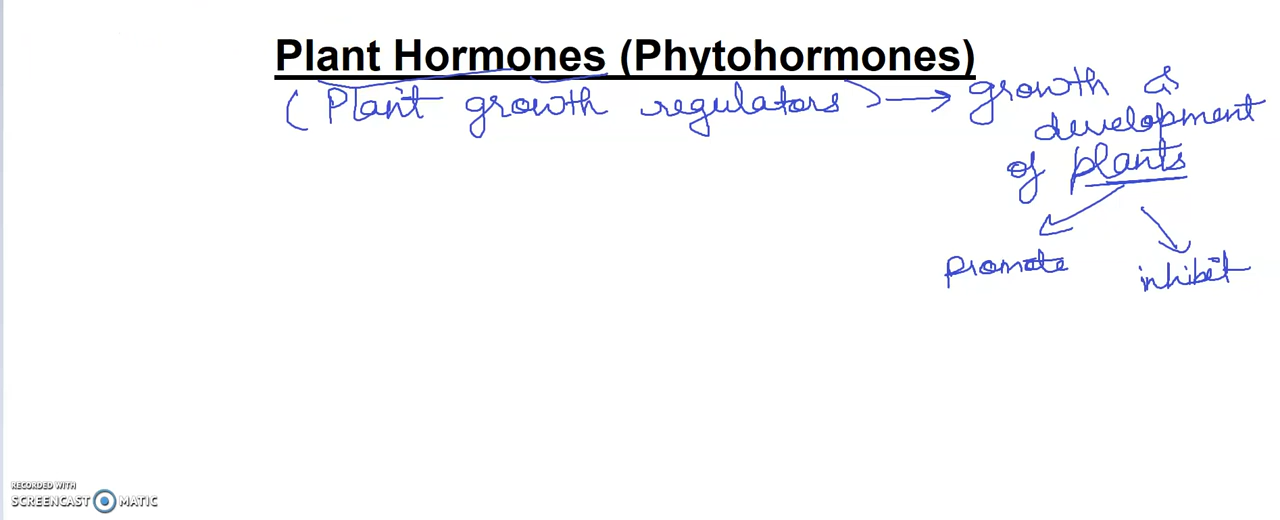 Plant Hormones (Phytohormones)
(Plant growth regulators) → growth &
development
of plants
promote inhibit
RECORDED WITH
SCREENCAST MATIC